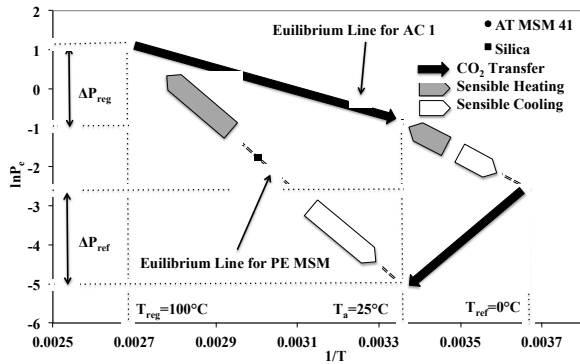 Euilibrium Line for AC 1
AT MSM 41
Silica
CO2 Transfer
Sensible Heating
Sensible Cooling
2
1
0
-1
-2
-3
-4
-5
-6
lnPe
ΔPreg
ΔPref
Euilibrium Line for PE MSM
Treg=100°C
Ta=25°C
Tref=0°C
0.0025
0.0027
0.0029
0.0031
0.0033
0.0035
0.0037
1/T